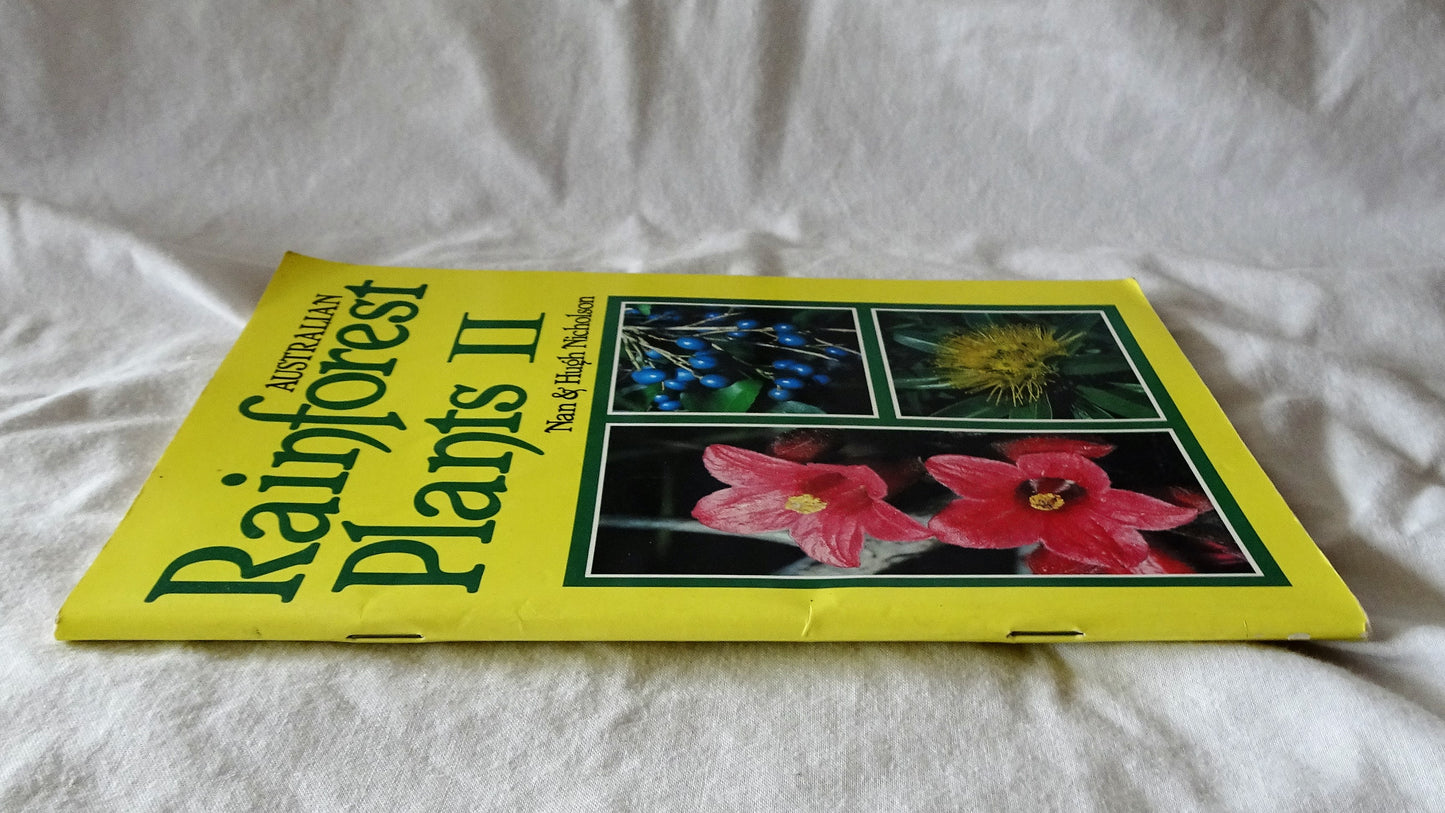 AUSTRALIAN
Rainforest
Plants II
Nan & Hugh Nicholson